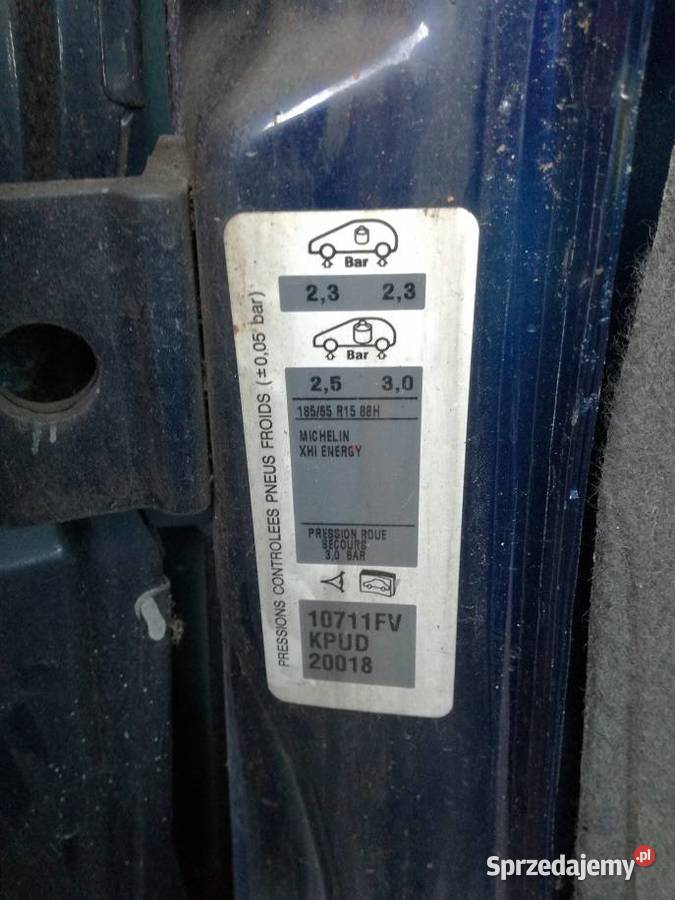 PRESSIONS CONTROLEES PNEUS FROIDS (±0,05 bar)
Bar
2,3 2,3
Bar
2,5 3,0
185/65 R15 88H
MICHELIN
XHI ENERGY
PRESSION ROUE
SECOURS
3,0 BAR
10711FV
KPUD
20018
Sprzedajemy.pl